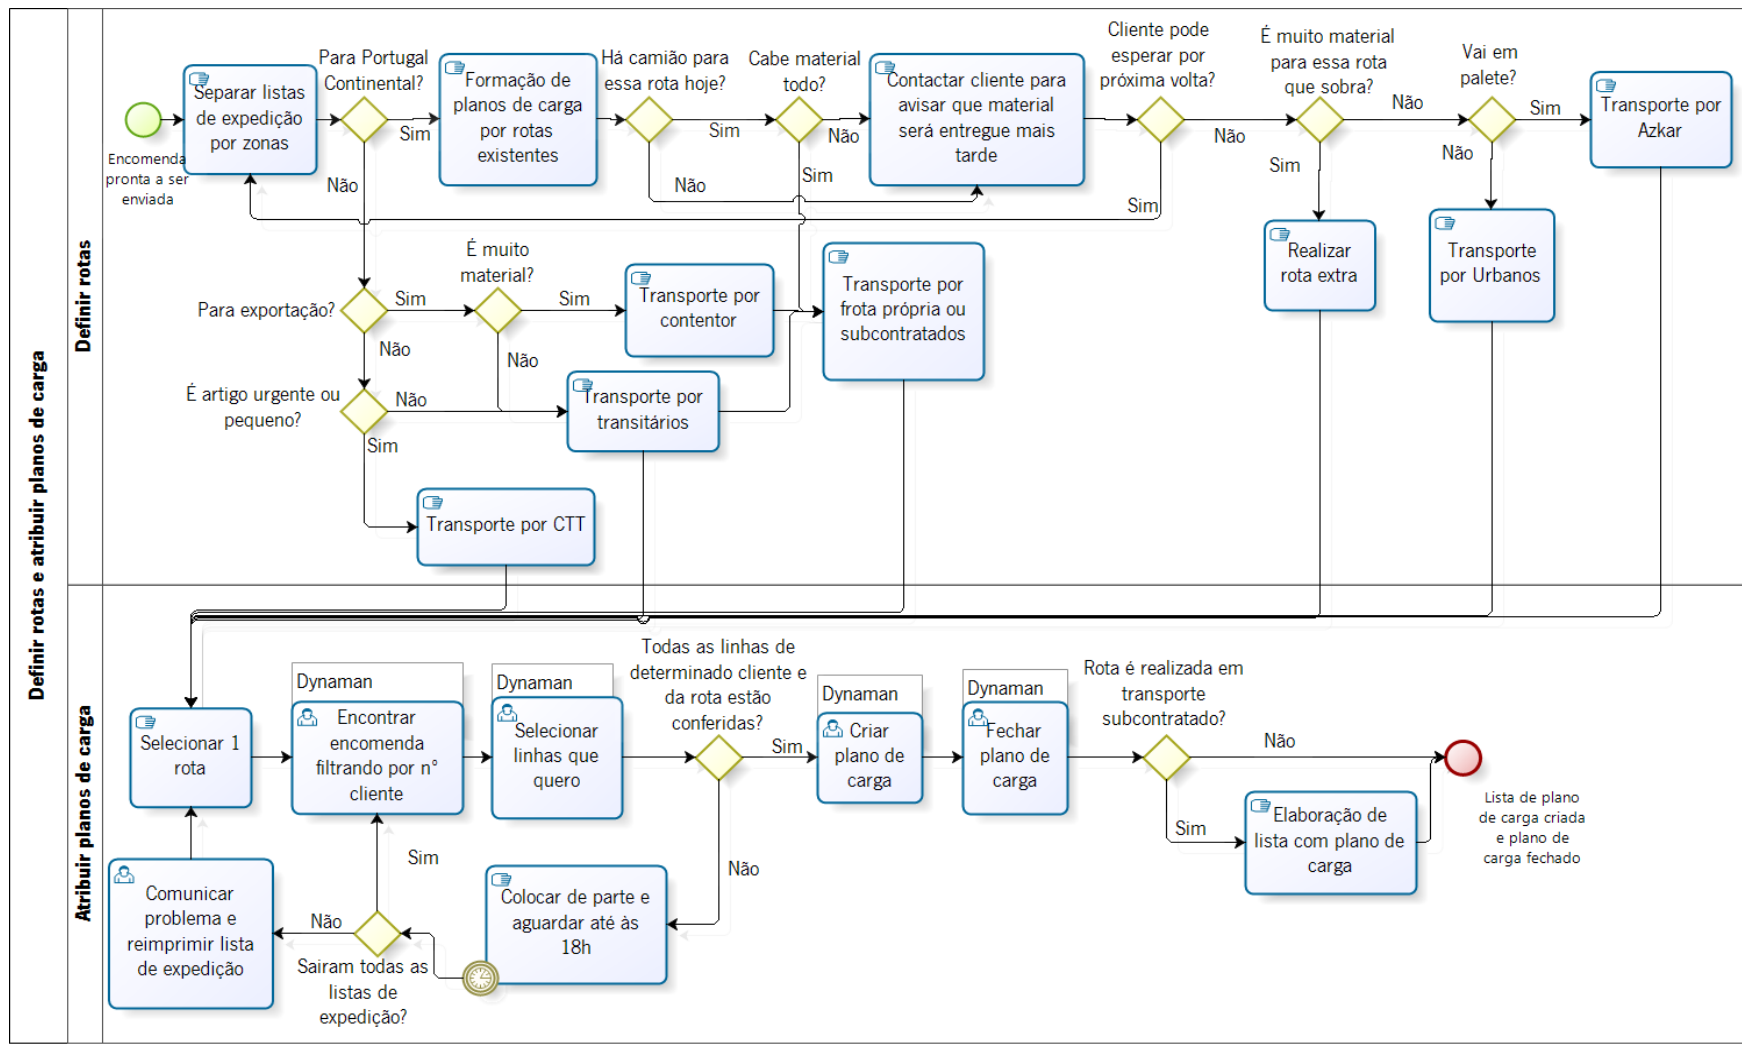 Definir rotas e atribuir planos de carga
Definir rotas
Encomenda
pronta a ser
enviada
Separar listas
de expedição
por zonas
Para Portugal
Continental?
Sim
Não
Formação de
planos de carga
por rotas
existentes
Há camião para
essa rota hoje?
Sim
Não
Cabe material
todo?
Não
Sim
Contactar cliente para
avisar que material
será entregue mais
tarde
Cliente pode
esperar por
próxima volta?
Não
Sim
É muito material
para essa rota
que sobra?
Não
Sim
Vai em
palete?
Sim
Não
Transporte por
Azkar
Realizar
rota extra
Transporte
por Urbanos
Para exportação?
Sim
Não
É muito
material?
Sim
Não
Transporte por
contentor
Transporte por
frota própria ou
subcontratados
É artigo urgente ou
pequeno?
Não
Sim
Transporte por
transitários
Transporte por CTT
Atribuir planos de carga
Selecionar 1
rota
Dynaman
Encontrar
encomenda
filtrando por nº
cliente
Dynaman
Selecionar
linhas que
quero
Todas as linhas de
determinado cliente e
da rota estão
conferidas?
Sim
Não
Dynaman
Criar
plano de
carga
Dynaman
Fechar
plano de
carga
Rota é realizada em
transporte
subcontratado?
Não
Sim
Elaboração de
lista com plano de
carga
Lista de plano
de carga criada
e plano de
carga fechado
Colocar de parte e
aguardar até às
18h
Sairam todas as
listas de
expedição?
Sim
Não
Comunicar
problema e
reimprimir lista
de expedição